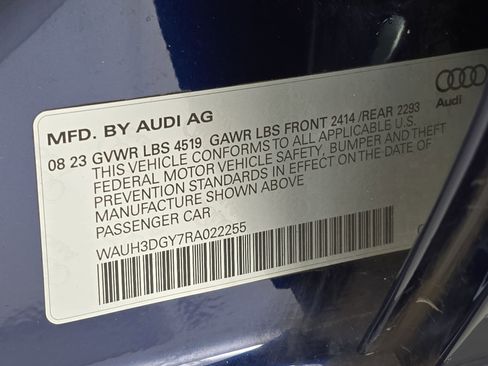 MFD. BY AUDI AG
Audi
08 23 GVWR LBS 4519 GAWR LBS FRONT 2414 /REAR 2293
THIS VEHICLE CONFORMS TO ALL APPLICABLE U.S.
FEDERAL MOTOR VEHICLE SAFETY, BUMPER AND THEFT
PREVENTION STANDARDS IN EFFECT ON THE DATE OF
MANUFACTURE SHOWN ABOVE
PASSENGER CAR
WAUH3DGY7RA022255